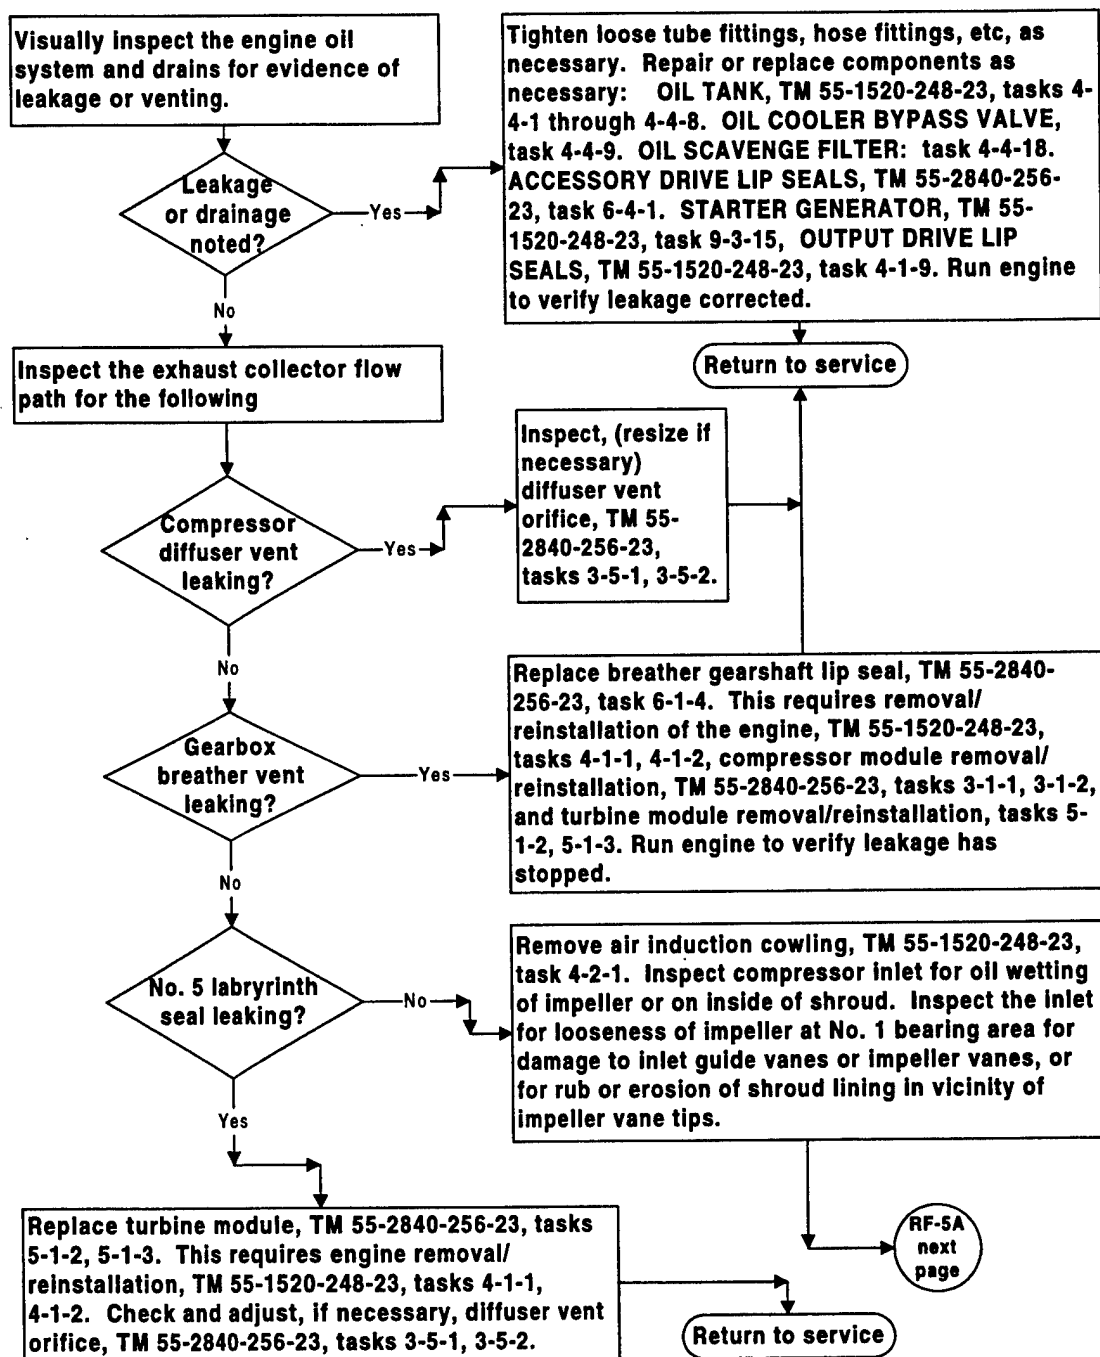 Visually inspect the engine oil
system and drains for evidence of
leakage or venting.
Leakage
or drainage
noted?
Yes
Tighten loose tube fittings, hose fittings, etc, as
necessary. Repair or replace components as
necessary: OIL TANK, TM 55-1520-248-23, tasks 4-
4-1 through 4-4-8. OIL COOLER BYPASS VALVE,
task 4-4-9. OIL SCAVENGE FILTER: task 4-4-18.
ACCESSORY DRIVE LIP SEALS, TM 55-2840-256-
23, task 6-4-1. STARTER GENERATOR, TM 55-
1520-248-23, task 9-3-15, OUTPUT DRIVE LIP
SEALS, TM 55-1520-248-23, task 4-1-9. Run engine
to verify leakage corrected.
Return to service
No
Inspect the exhaust collector flow
path for the following
Compressor
diffuser vent
leaking?
Yes
Inspect, (resize if
necessary)
diffuser vent
orifice, TM 55-
2840-256-23,
tasks 3-5-1, 3-5-2.
No
Gearbox
breather vent
leaking?
Yes
Replace breather gearshaft lip seal, TM 55-2840-
256-23, task 6-1-4. This requires removal/
reinstallation of the engine, TM 55-1520-248-23,
tasks 4-1-1, 4-1-2, compressor module removal/
reinstallation, TM 55-2840-256-23, tasks 3-1-1, 3-1-2,
and turbine module removal/reinstallation, tasks 5-
1-2, 5-1-3. Run engine to verify leakage has
stopped.
No
No. 5 labryrinth
seal leaking?
No
Remove air induction cowling, TM 55-1520-248-23,
task 4-2-1. Inspect compressor inlet for oil wetting
of impeller or on inside of shroud. Inspect the inlet
for looseness of impeller at No. 1 bearing area for
damage to inlet guide vanes or impeller vanes, or
for rub or erosion of shroud lining in vicinity of
impeller vane tips.
RF-5A
next
page
Yes
Replace turbine module, TM 55-2840-256-23, tasks
5-1-2, 5-1-3. This requires engine removal/
reinstallation, TM 55-1520-248-23, tasks 4-1-1,
4-1-2. Check and adjust, if necessary, diffuser vent
orifice, TM 55-2840-256-23, tasks 3-5-1, 3-5-2.
Return to service